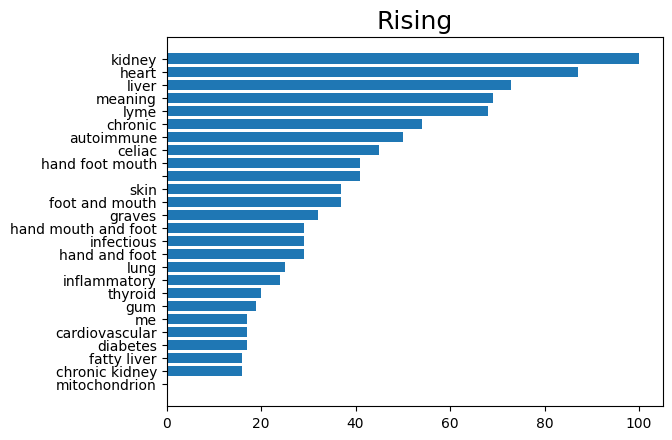 Rising
kidney
heart
liver
meaning
lyme
chronic
autoimmune
celiac
hand foot mouth
skin
foot and mouth
graves
hand mouth and foot
infectious
hand and foot
lung
inflammatory
thyroid
gum
me
cardiovascular
diabetes
fatty liver
chronic kidney
mitochondrion
0 20 40 60 80 100